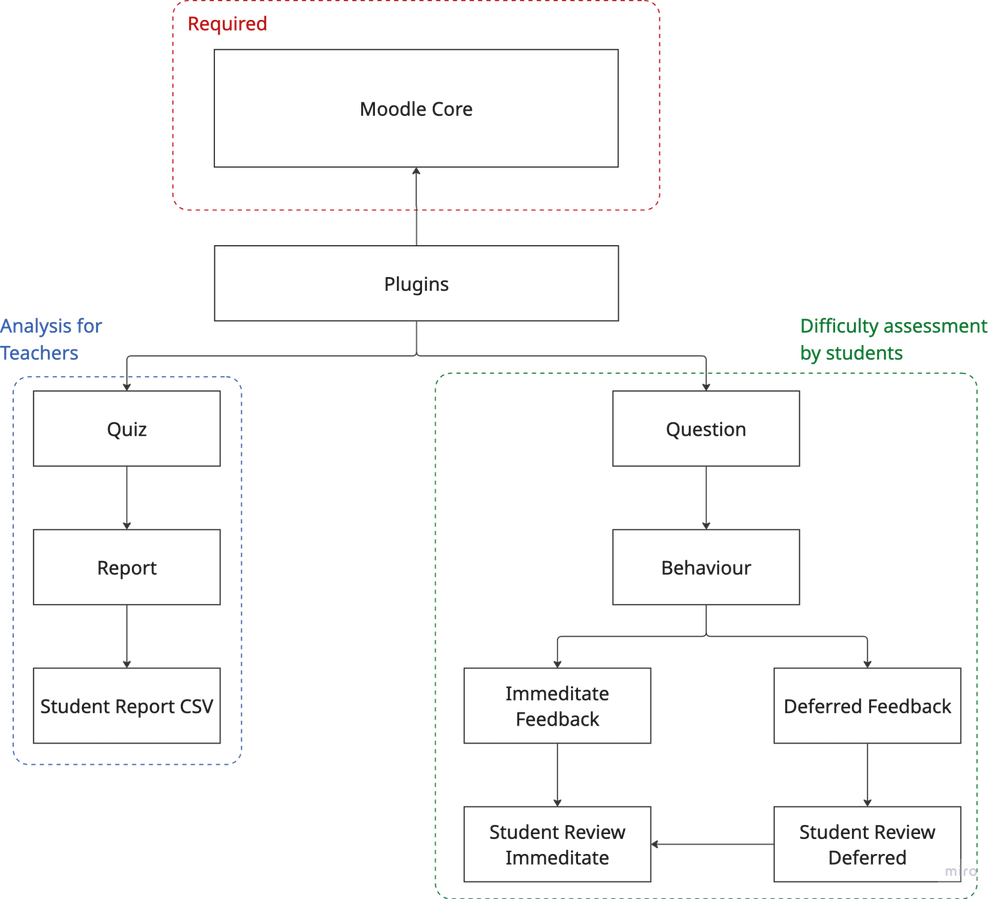 Required
Moodle Core
Plugins
Analysis for
Teachers
Difficulty assessment
by students
Quiz
Question
Report
Behaviour
Student Report CSV
Immeditate
Feedback
Deferred Feedback
Student Review
Immeditate
Student Review
Deferred
miro